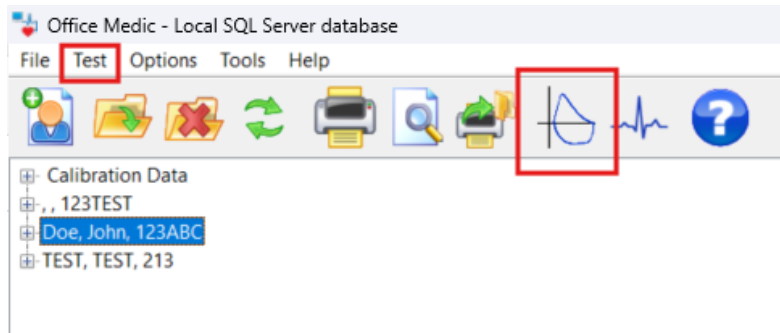 Office Medic - Local SQL Server database
File Test Options Tools Help
?
Calibration Data
, , 123TEST
Doe, John, 123ABC
TEST, TEST, 213